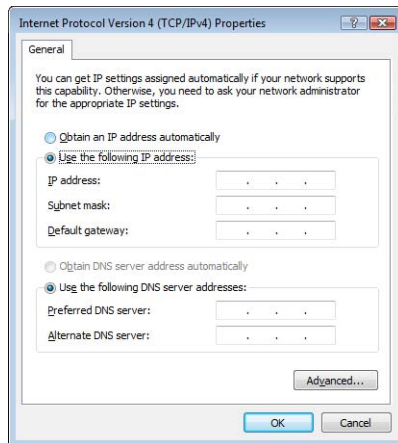 Internet Protocol Version 4 (TCP/IPv4) Properties
General
You can get IP settings assigned automatically if your network supports
this capability. Otherwise, you need to ask your network administrator
for the appropriate IP settings.
Obtain an IP address automatically
Use the following IP address:
IP address:
Subnet mask:
Default gateway:
Obtain DNS server address automatically
Use the following DNS server addresses:
Preferred DNS server:
Alternate DNS server:
Advanced...
OK Cancel